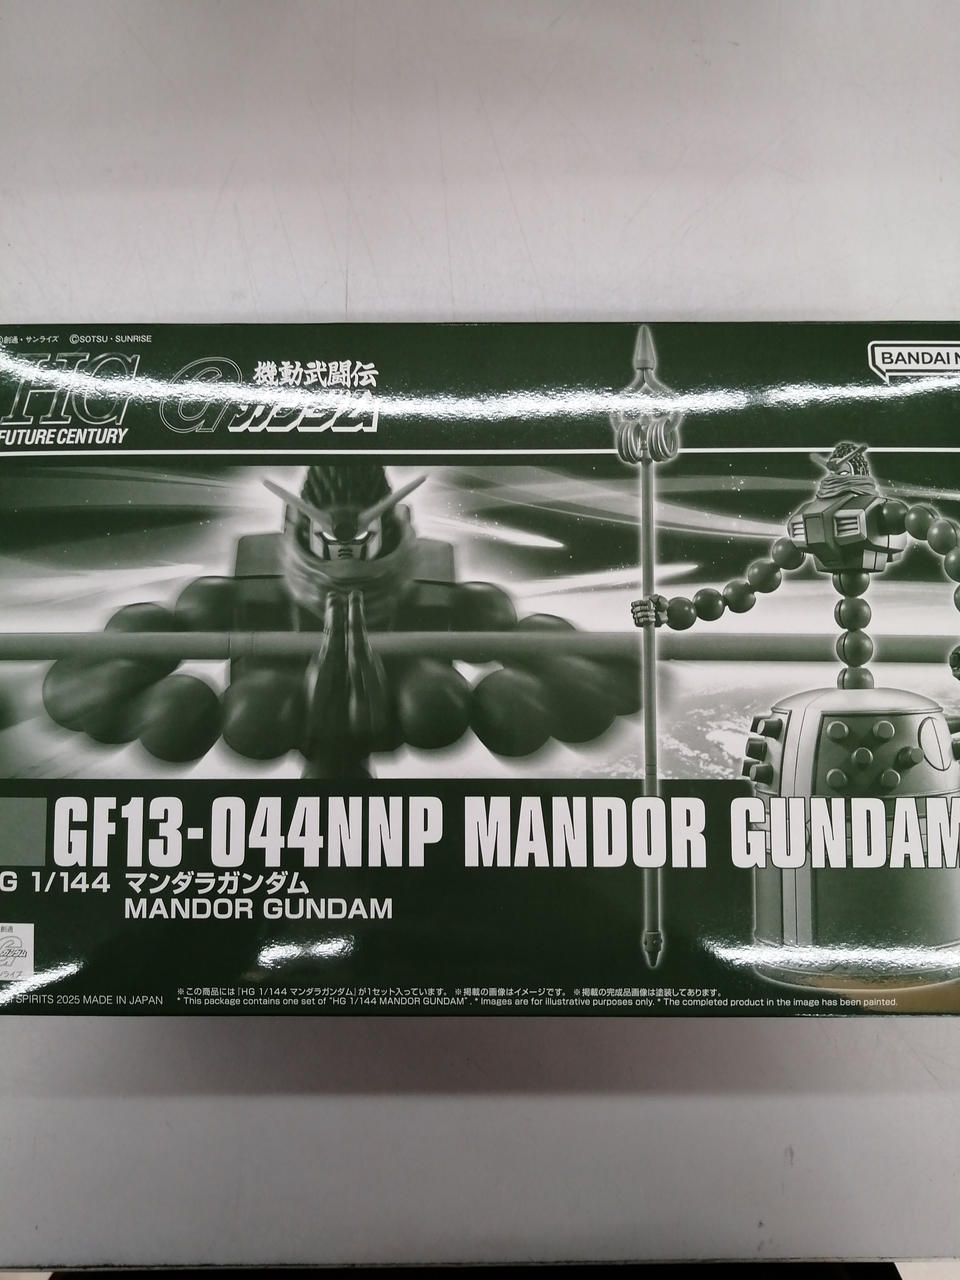 創通・サンライズ ©SOTSU・SUNRISE
BANDAI
HG
FUTURE CENTURY
機動武闘伝
Gガンダム
GF13-044NNP MANDOR GUNDAM
G 1/144 マンダラガンダム
MANDOR GUNDAM
創通
SPIRITS 2025 MADE IN JAPAN
※この商品には「HG 1/144 マンダラガンダム」が1セット入っています。 ※掲載の画像はイメージです。 ※掲載の完成品画像は塗装してあります。
* This package contains one set of "HG 1/144 MANDOR GUNDAM". * Images are for illustrative purposes only. * The completed product in the image has been painted.